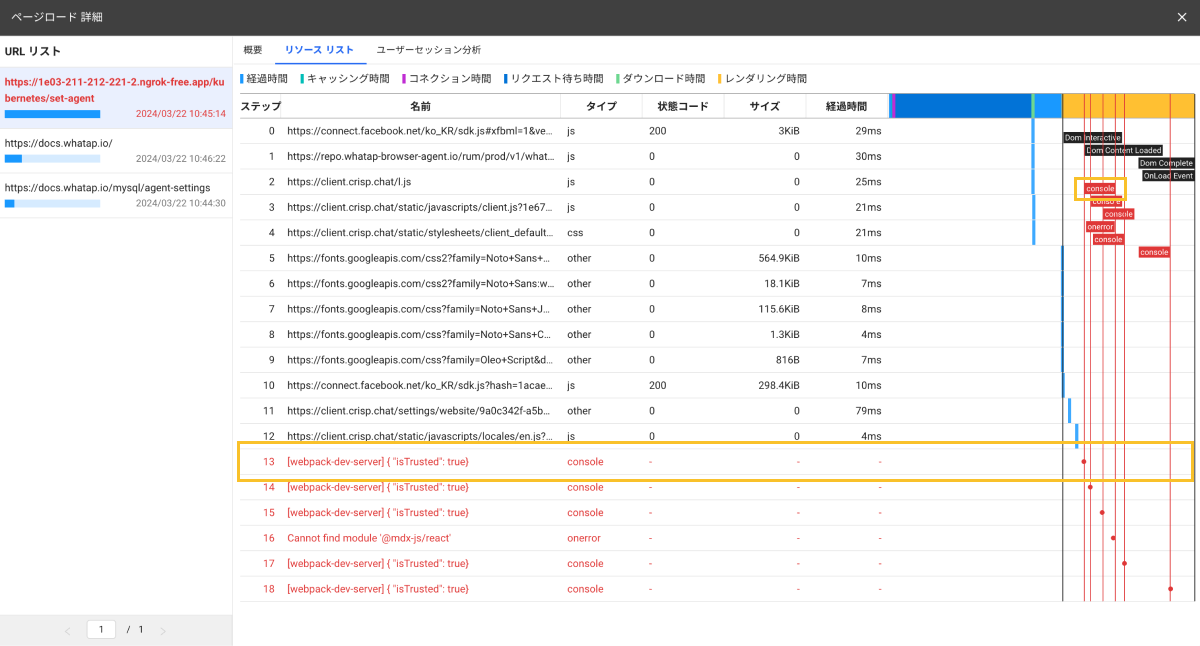 ページロード 詳細
URL リスト
https://1e03-211-212-221-2.ngrok-free.app/ku
bernetes/set-agent
2024/03/22 10:45:14
https://docs.whatap.io/
2024/03/22 10:46:22
https://docs.whatap.io/mysql/agent-settings
2024/03/22 10:44:30
1 / 1
概要 リソース リスト ユーザーセッション分析
経過時間 キャッシング時間 コネクション時間 リクエスト待ち時間 ダウンロード時間 レンダリング時間
ステップ 名前 タイプ 状態コード サイズ 経過時間
0 https://connect.facebook.net/ko_KR/sdk.js#xfbml=1&ve... js 200 3KiB 29ms
1 https://repo.whatap-browser-agent.io/rum/prod/v1/what... js 0 0 30ms
2 https://client.crisp.chat/l.js js 0 0 25ms
3 https://client.crisp.chat/static/javascripts/client.js?1e67... js 0 0 21ms
4 https://client.crisp.chat/static/stylesheets/client_default... css 0 0 21ms
5 https://fonts.googleapis.com/css2?family=Noto+Sans+... other 0 564.9KiB 10ms
6 https://fonts.googleapis.com/css2?family=Noto+Sans:w... other 0 18.1KiB 7ms
7 https://fonts.googleapis.com/css?family=Noto+Sans+J... other 0 115.6KiB 8ms
8 https://fonts.googleapis.com/css?family=Noto+Sans+C... other 0 1.3KiB 4ms
9 https://fonts.googleapis.com/css?family=Oleo+Script&d... other 0 816B 7ms
10 https://connect.facebook.net/ko_KR/sdk.js?hash=1acae... js 200 298.4KiB 10ms
11 https://client.crisp.chat/settings/website/9a0c342f-a5b... other 0 0 79ms
12 https://client.crisp.chat/static/javascripts/locales/en.js?... js 0 0 4ms
13 [webpack-dev-server] { "isTrusted": true} console - - -
14 [webpack-dev-server] { "isTrusted": true} console - - -
15 [webpack-dev-server] { "isTrusted": true} console - - -
16 Cannot find module '@mdx-js/react' onerror - - -
17 [webpack-dev-server] { "isTrusted": true} console - - -
18 [webpack-dev-server] { "isTrusted": true} console - - -
Dom Interactive
Dom Content Loaded
Dom Complete
OnLoad Event
console
console
console
onerror
console
console